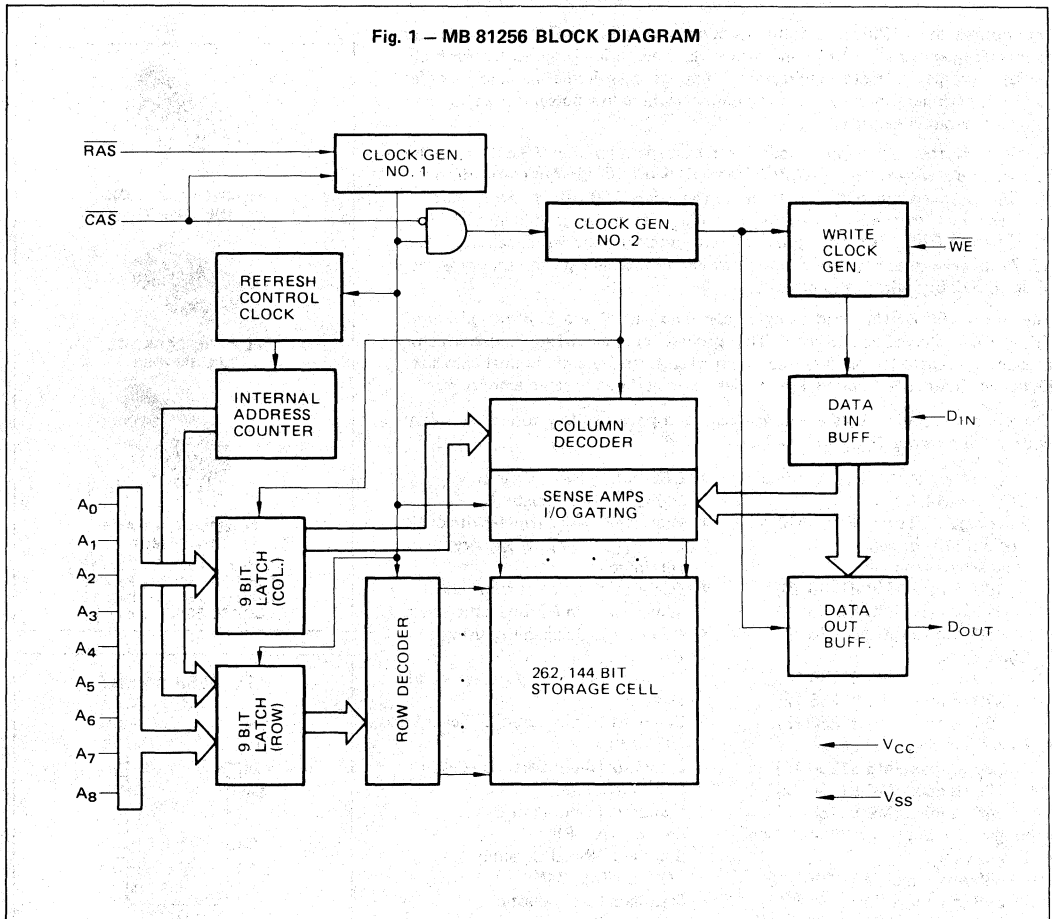 Fig. 1 – MB 81256 BLOCK DIAGRAM
RAS
CLOCK GEN.
NO. 1
CAS
CLOCK GEN.
NO. 2
WRITE
CLOCK
GEN.
WE
REFRESH
CONTROL
CLOCK
INTERNAL
ADDRESS
COUNTER
COLUMN
DECODER
DATA
IN
BUFF.
DIN
SENSE AMPS
I/O GATING
A0
A1
A2
A3
A4
A5
A6
A7
A8
9 BIT
LATCH
(COL.)
9 BIT
LATCH
(ROW)
ROW DECODER
262, 144 BIT
STORAGE CELL
DATA
OUT
BUFF.
DOUT
VCC
VSS